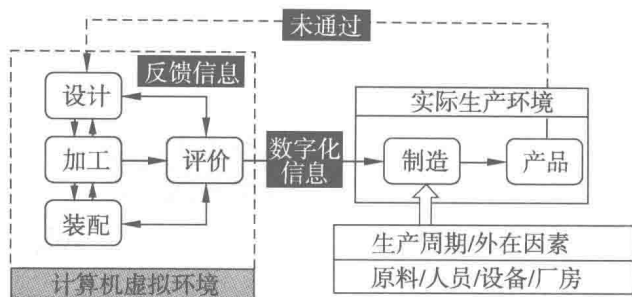 未通过
反馈信息
设计
实际生产环境
加工
评价
数字化
信息
制造
产品
装配
生产周期/外在因素
原料/人员/设备/厂房
计算机虚拟环境